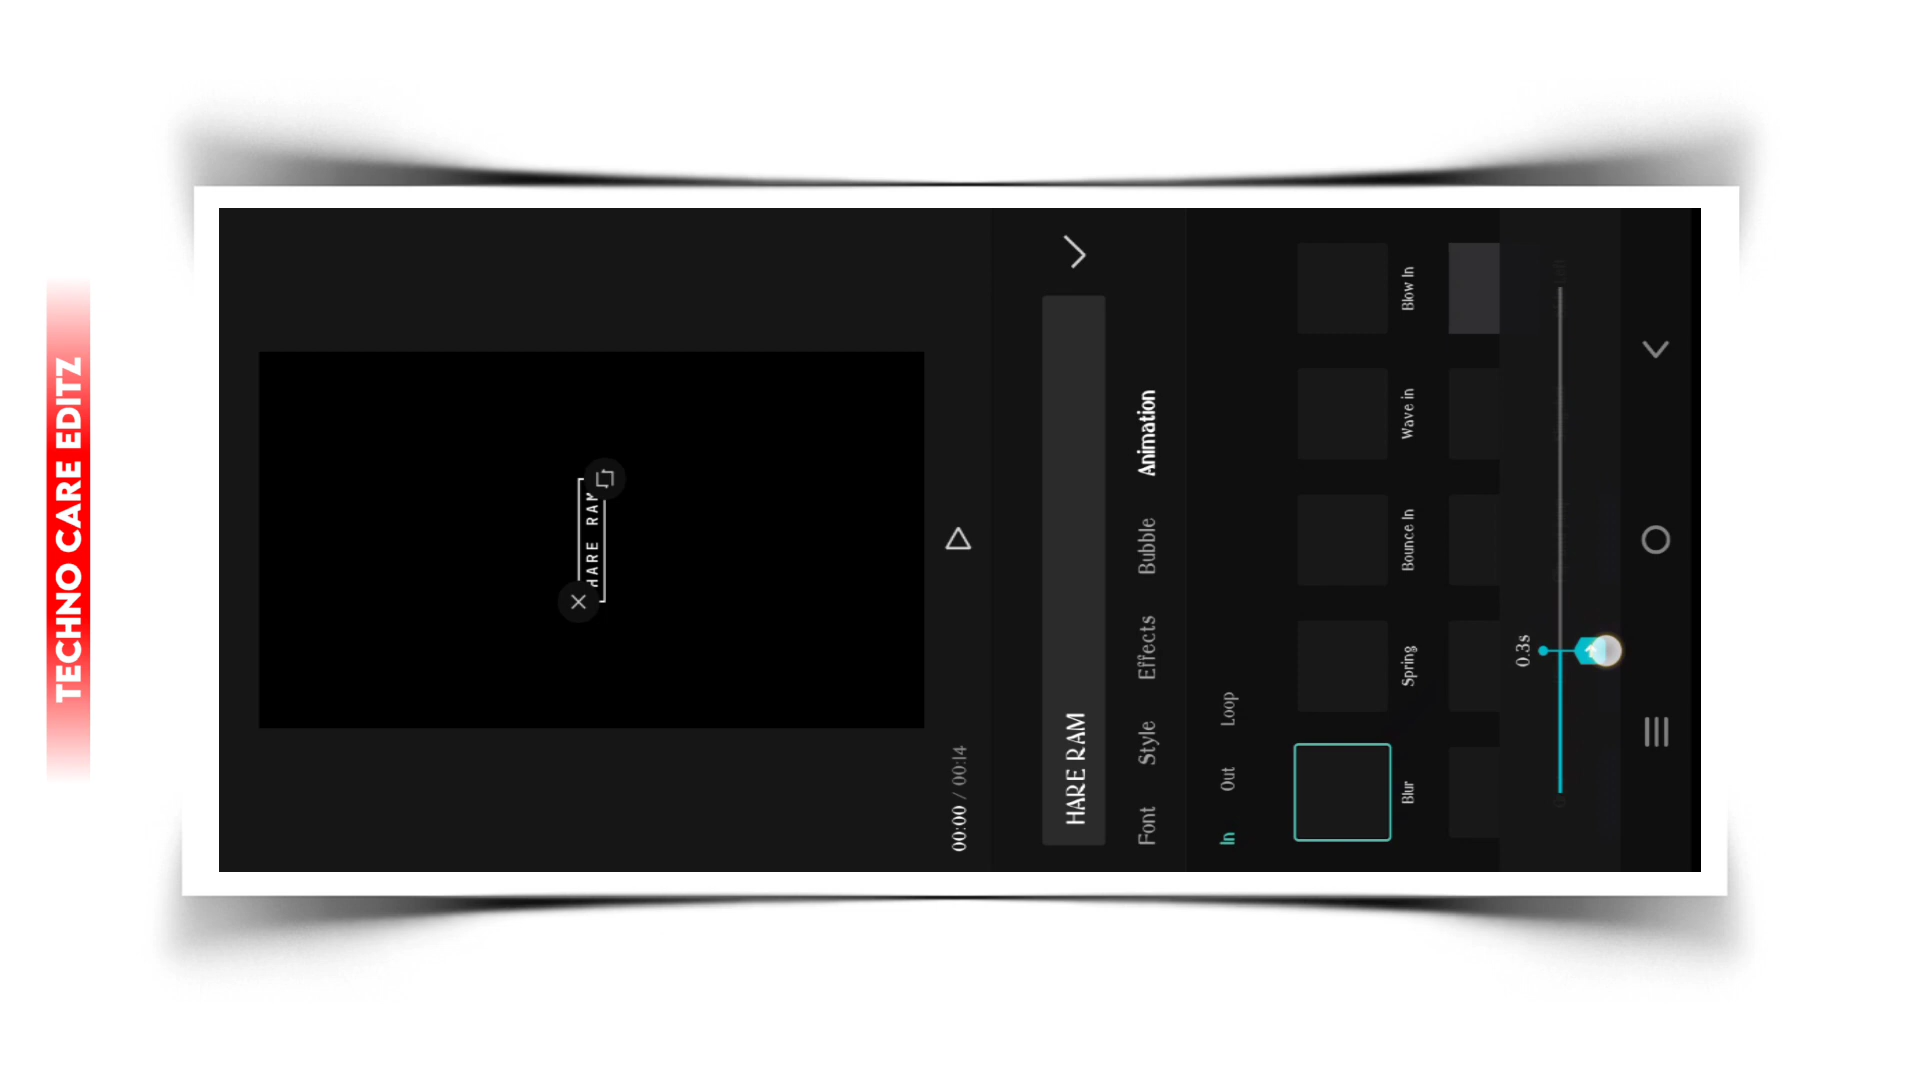 TECHNO CARE EDITZ
HARE RAM
00:00 / 00:14
HARE RAM
Font Style Effects Bubble Animation
In Out Loop
Blur Spring Bounce In Wave in Blow In
0.3s